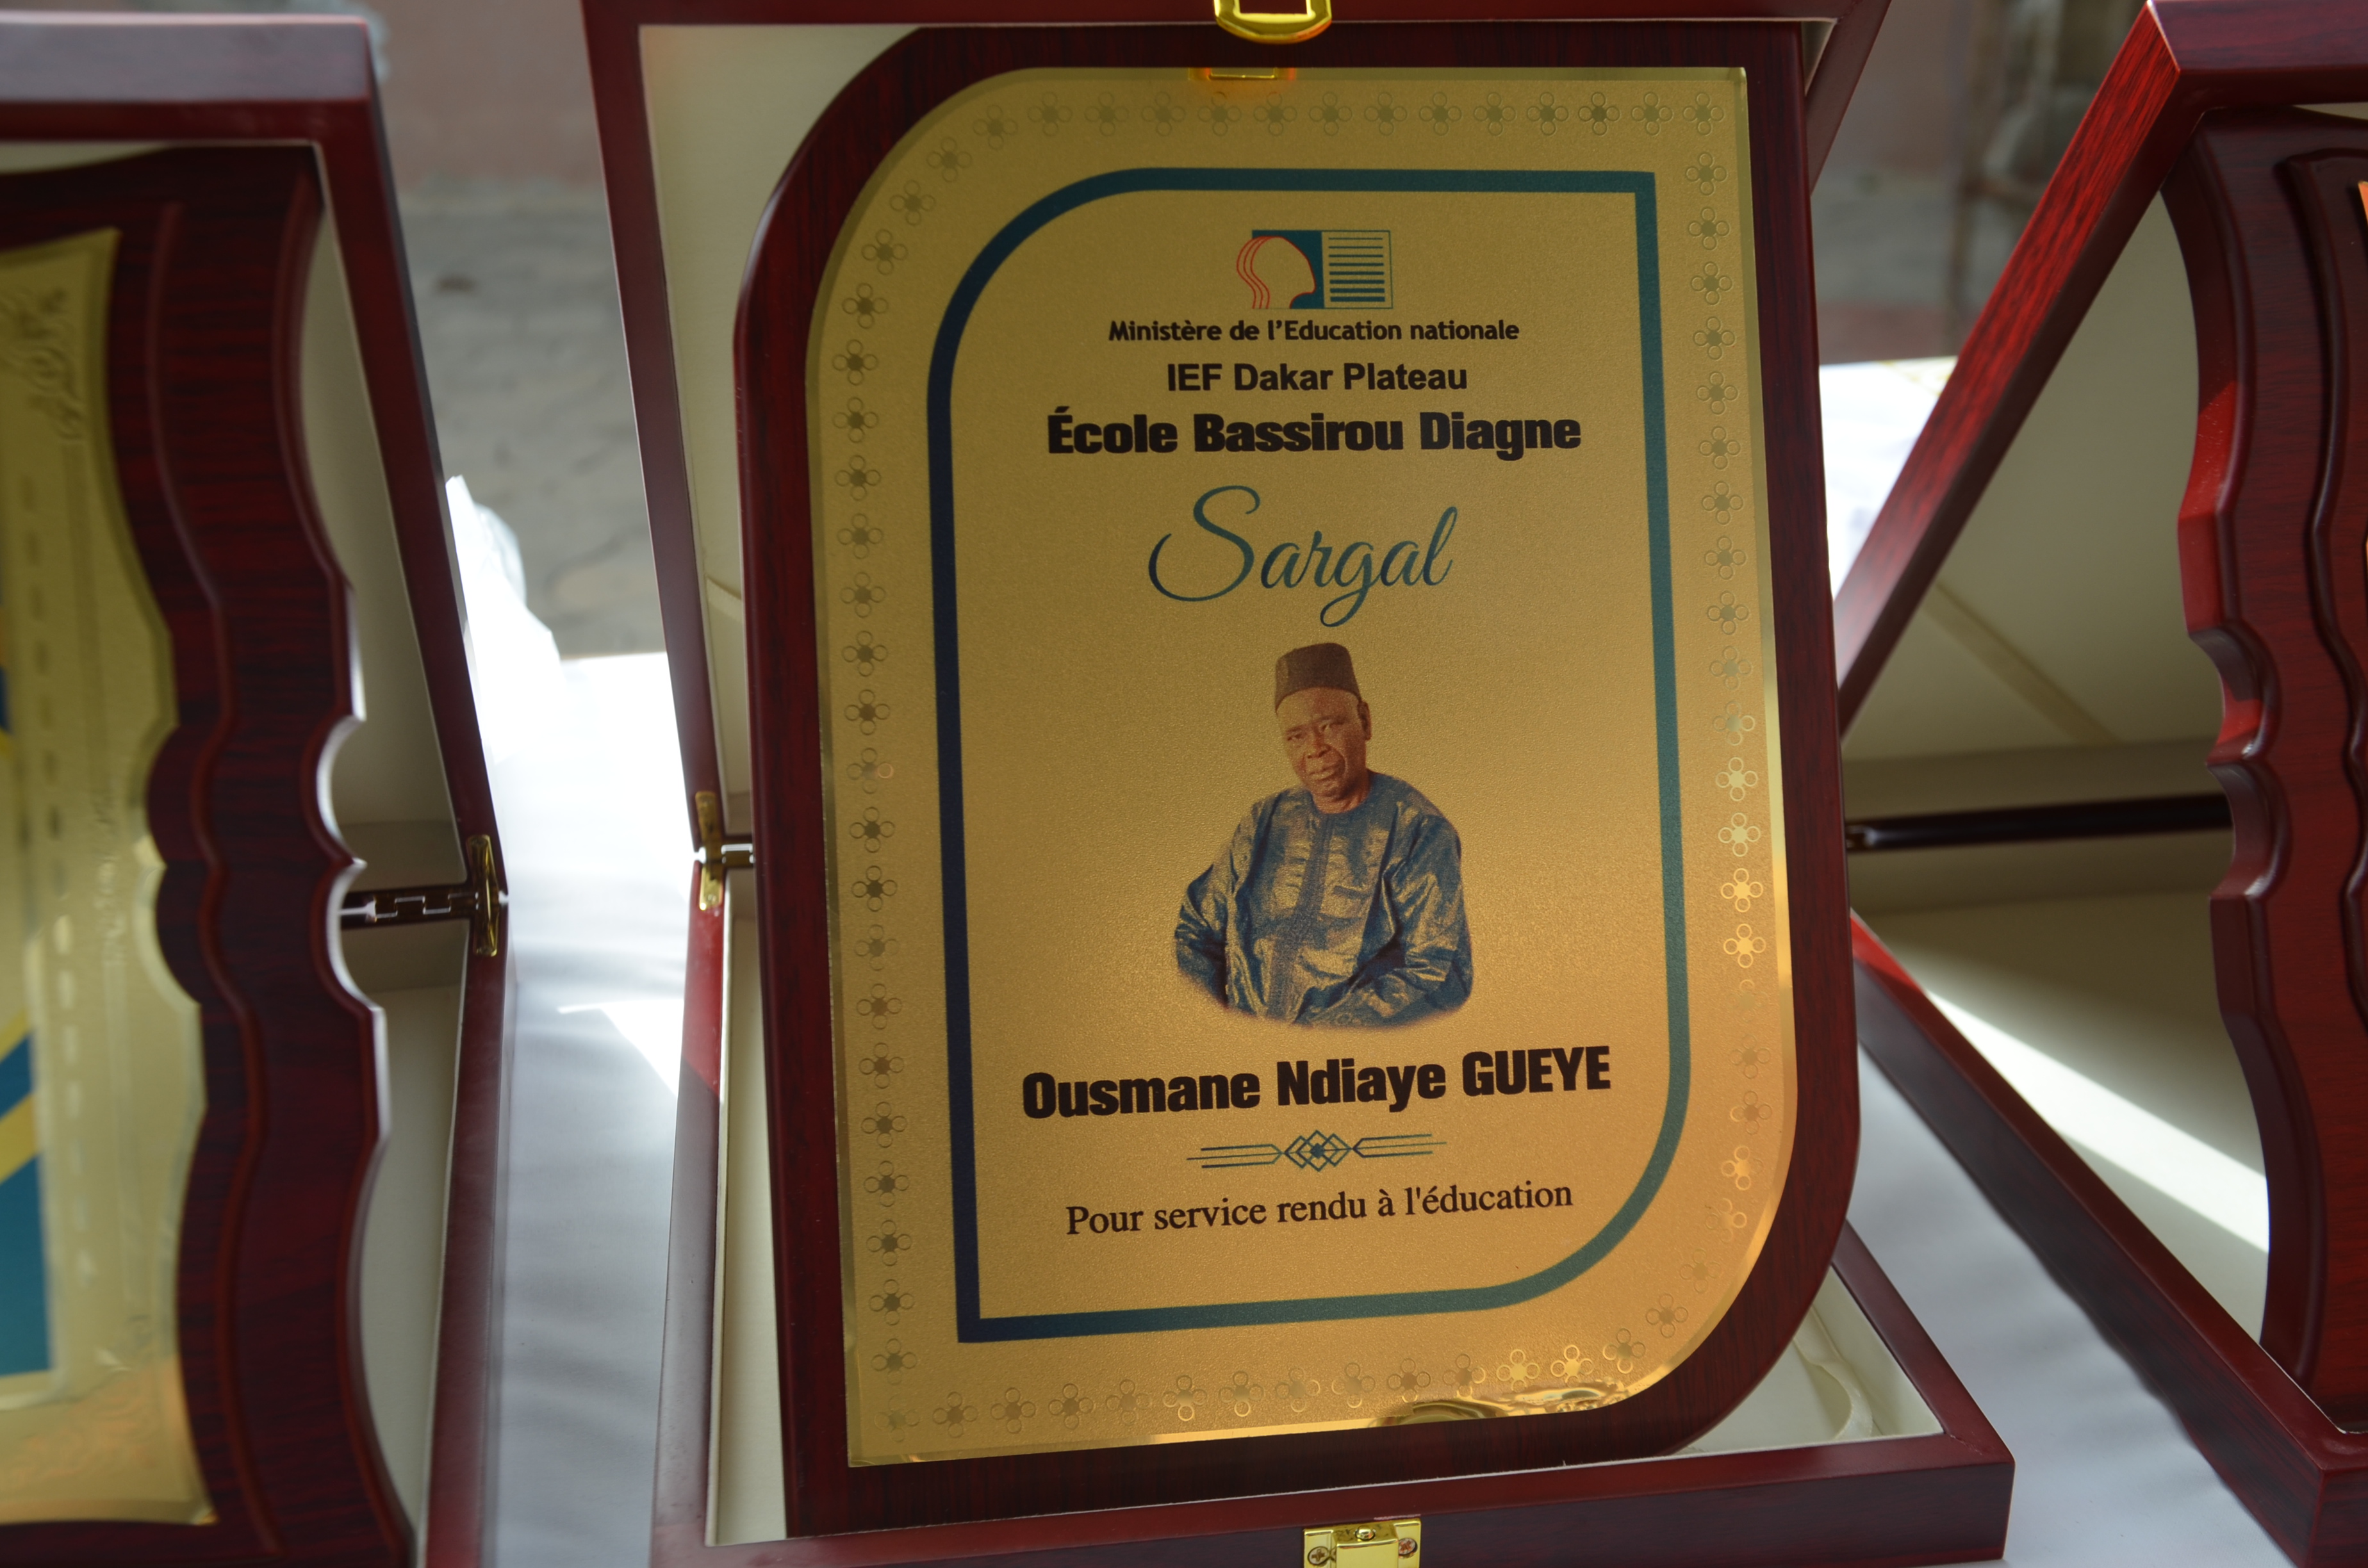 Ministère de l'Education nationale
IEF Dakar Plateau
École Bassirou Diagne
Sargal
Ousmane Ndiaye GUEYE
Pour service rendu à l'éducation